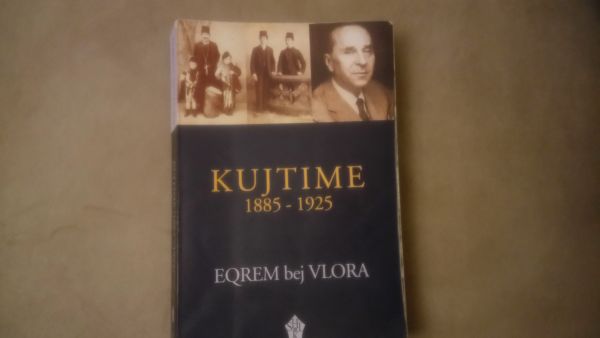 KUJTIME
1885 - 1925
EQREM bej VLORA